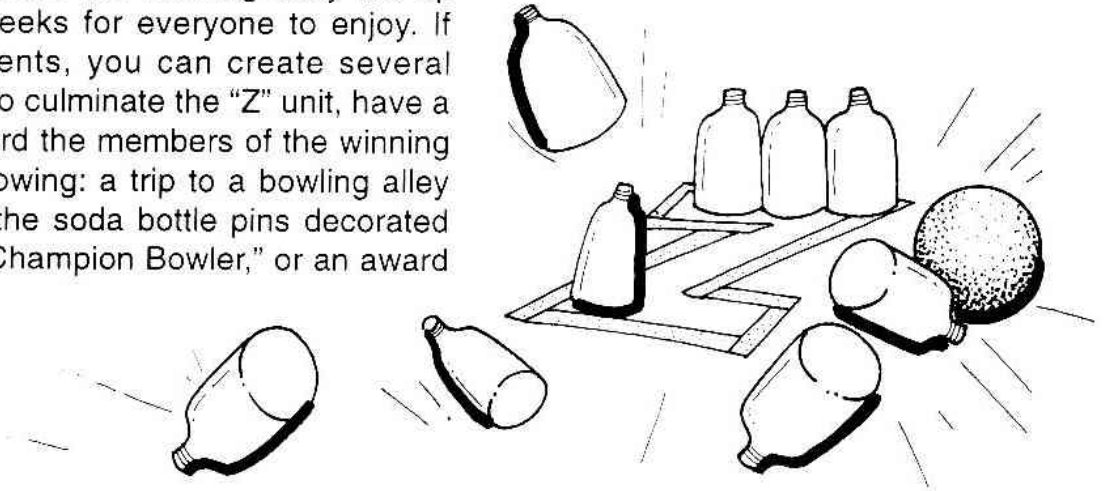 eeks for everyone to enjoy. If
ents, you can create several
o culminate the “Z” unit, have a
rd the members of the winning
owing: a trip to a bowling alley
the soda bottle pins decorated
Champion Bowler,” or an award